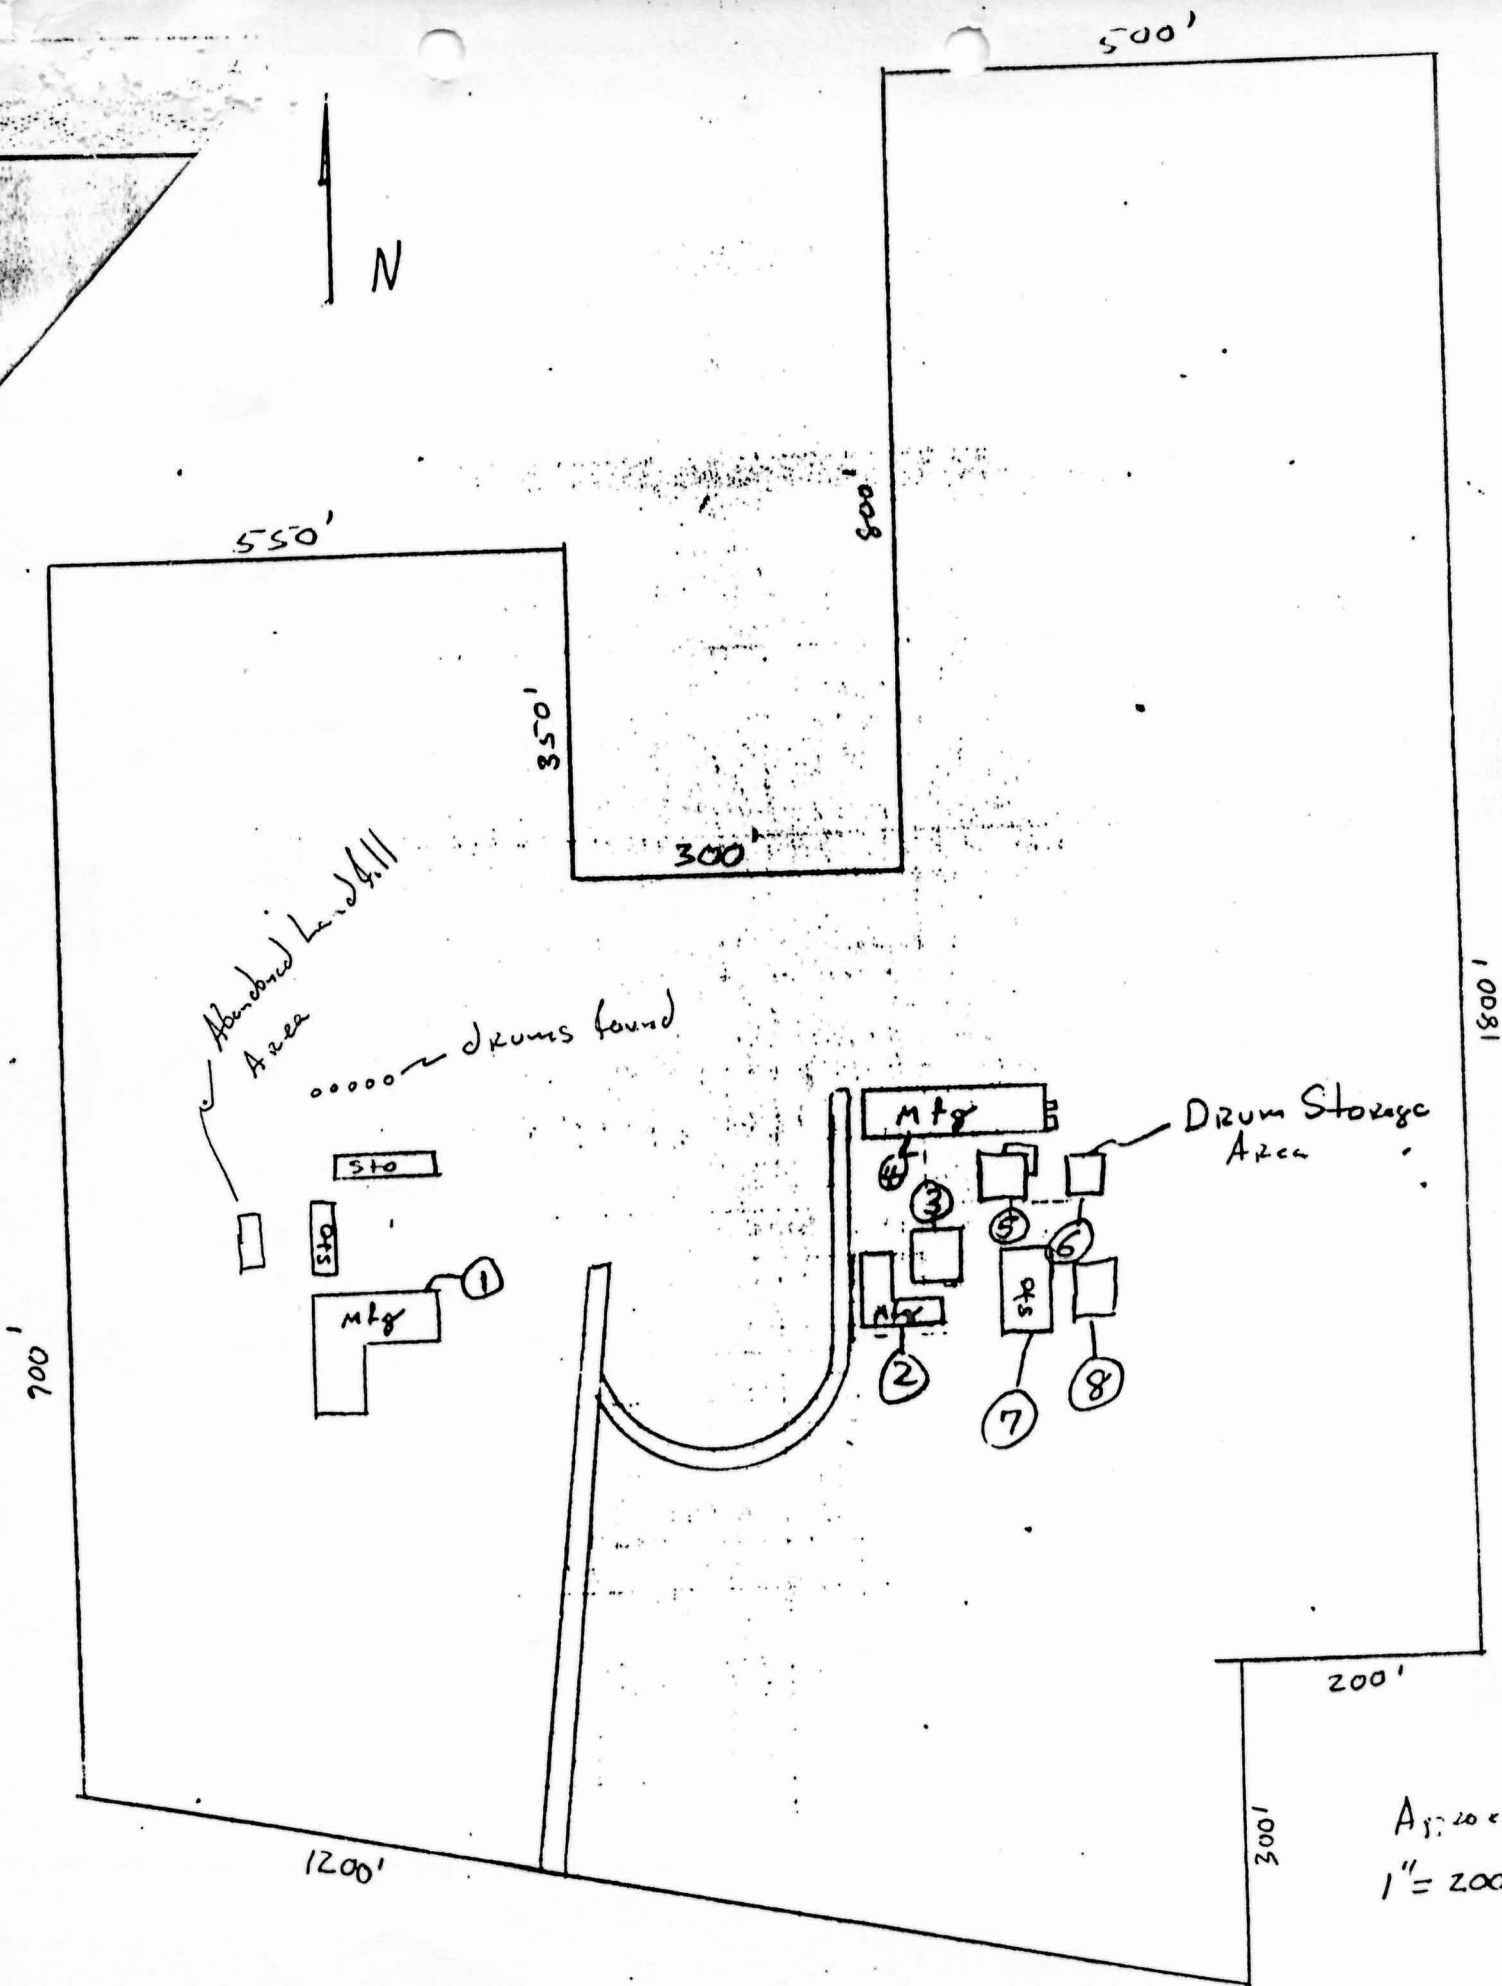 500'
N
800'
550'
350'
300'
Abandoned Landfill
Area
drums found
1800'
Mfg
Drum Storage
Area
4
Sto
3
5
6
Sto
1
Mfg
Sto
Mfg
2
8
7
900'
200'
300'
1" = 200
1200'